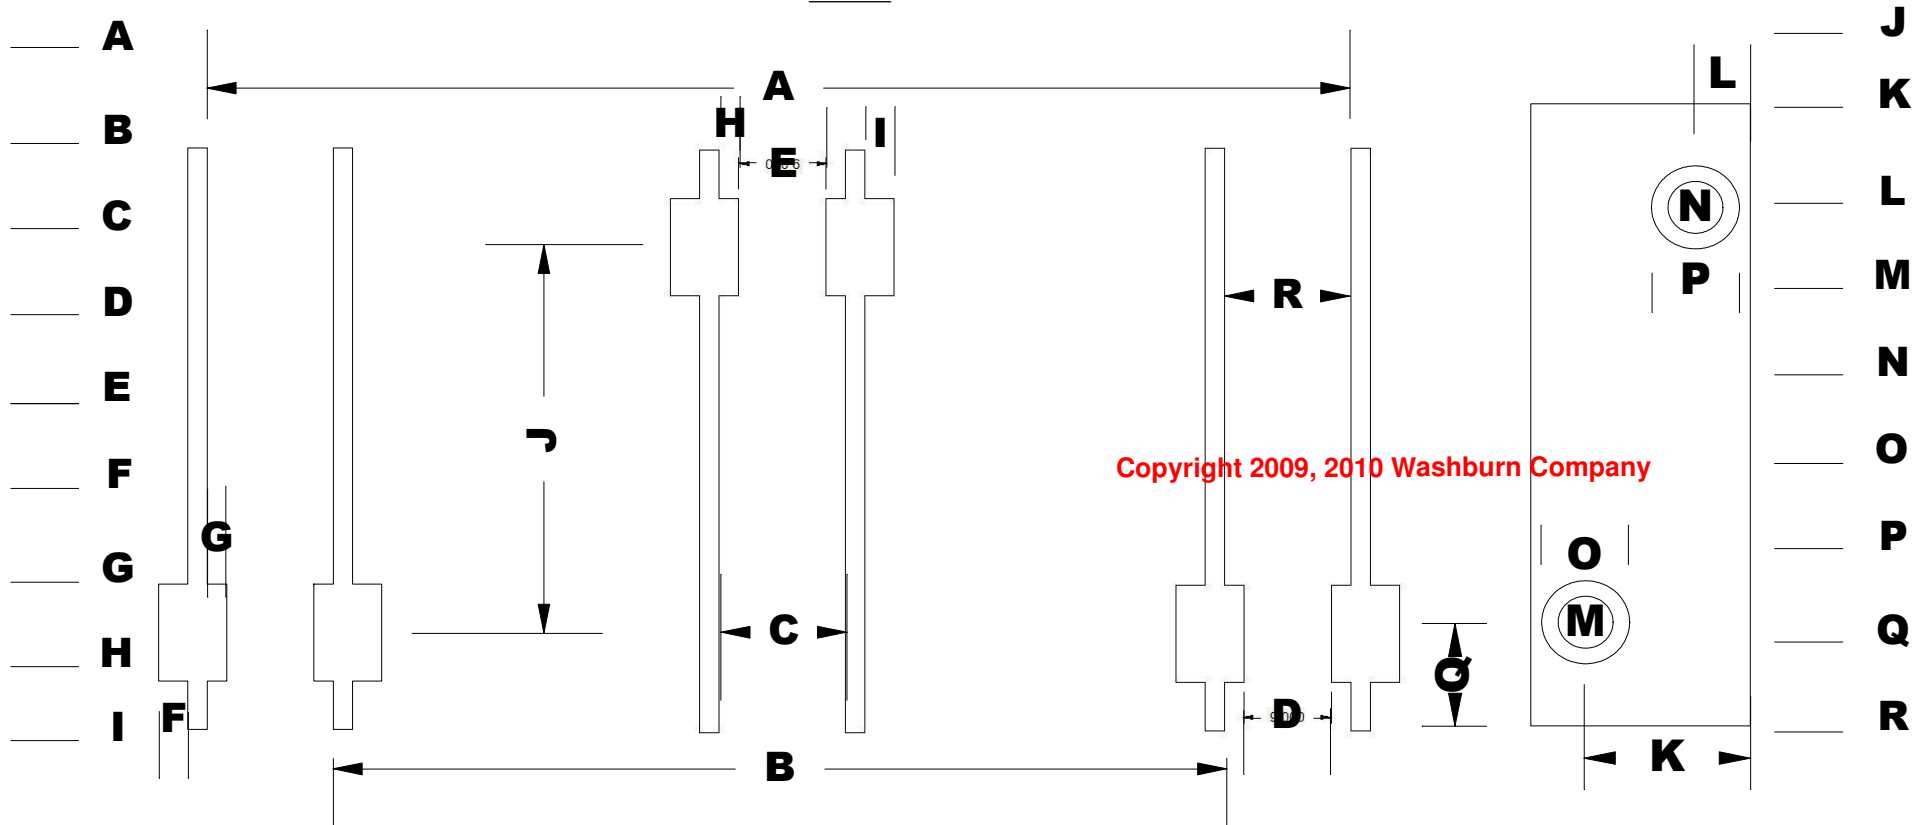 A J
L
A
K
H
B I
E
L
C N
M
P
D R
N
E
J
O
F Copyright 2009, 2010 Washburn Company
G P
O
G
C M Q
H
Q
F D R
I
B K